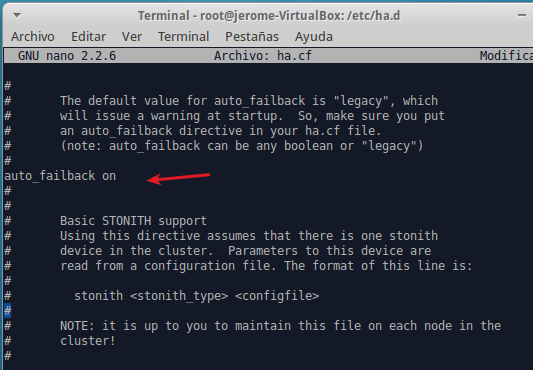 Terminal - root@jerome-VirtualBox: /etc/ha.d
Archivo Editar Ver Terminal Pestañas Ayuda
GNU nano 2.2.6 Archivo: ha.cf Modifica
#
# The default value for auto_failback is "legacy", which
# will issue a warning at startup. So, make sure you put
# an auto_failback directive in your ha.cf file.
# (note: auto_failback can be any boolean or "legacy")
#
auto_failback on
#
#
# Basic STONITH support
# Using this directive assumes that there is one stonith
# device in the cluster. Parameters to this device are
# read from a configuration file. The format of this line is:
#
# stonith <stonith_type> <configfile>
#
# NOTE: it is up to you to maintain this file on each node in the
# cluster!
#